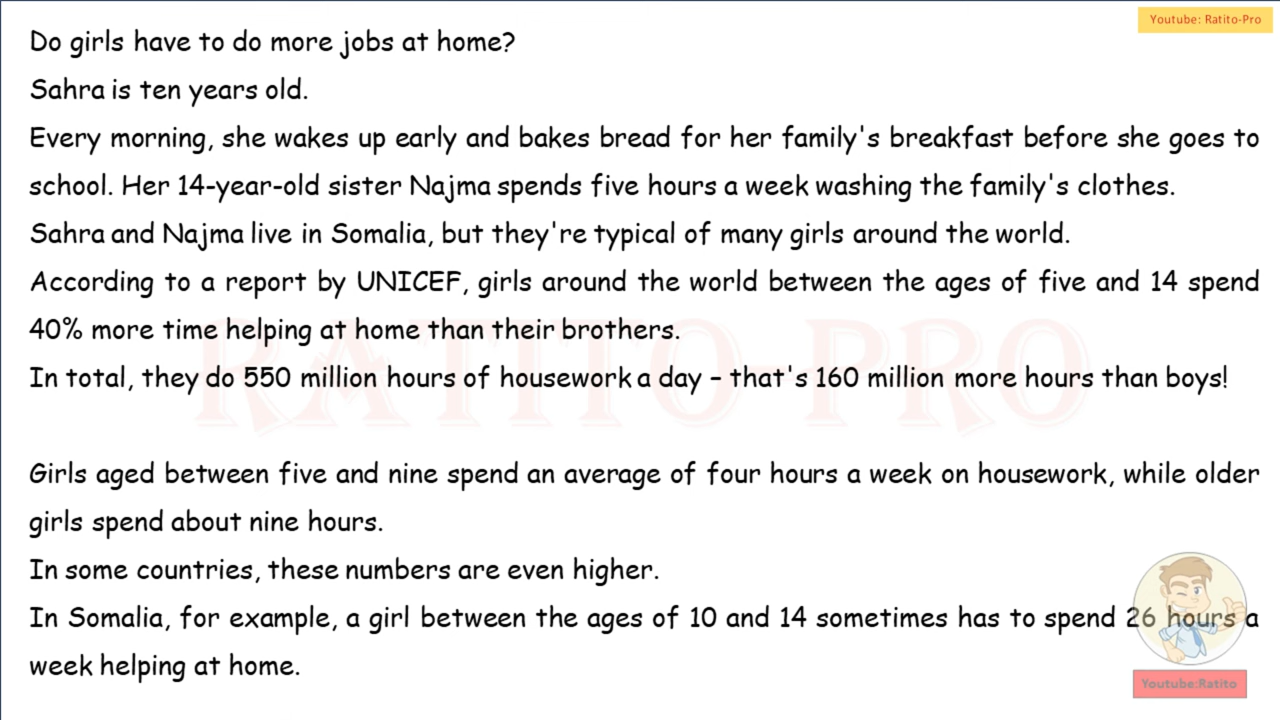 Youtube: Ratito-Pro
Do girls have to do more jobs at home?
Sahra is ten years old.
Every morning, she wakes up early and bakes bread for her family's breakfast before she goes to
school. Her 14-year-old sister Najma spends five hours a week washing the family's clothes.
Sahra and Najma live in Somalia, but they're typical of many girls around the world.
According to a report by UNICEF, girls around the world between the ages of five and 14 spend
40% more time helping at home than their brothers.
RATITO-PRO
In total, they do 550 million hours of housework a day – that's 160 million more hours than boys!
Girls aged between five and nine spend an average of four hours a week on housework, while older
girls spend about nine hours.
In some countries, these numbers are even higher.
In Somalia, for example, a girl between the ages of 10 and 14 sometimes has to spend 26 hours a
week helping at home.
Youtube:Ratito